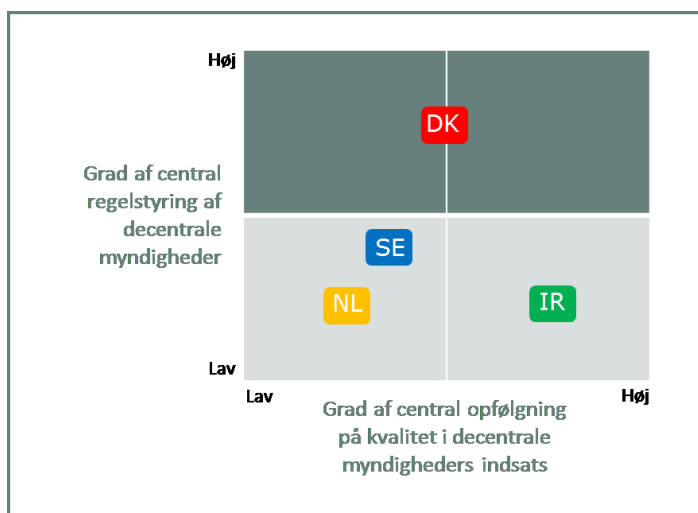 Høj
DK
Grad af central
regelstyring af
decentrale
myndigheder
SE
NL
IR
Lav
Lav
Høj
Grad af central opfølgning
på kvalitet i decentrale
myndigheders indsats